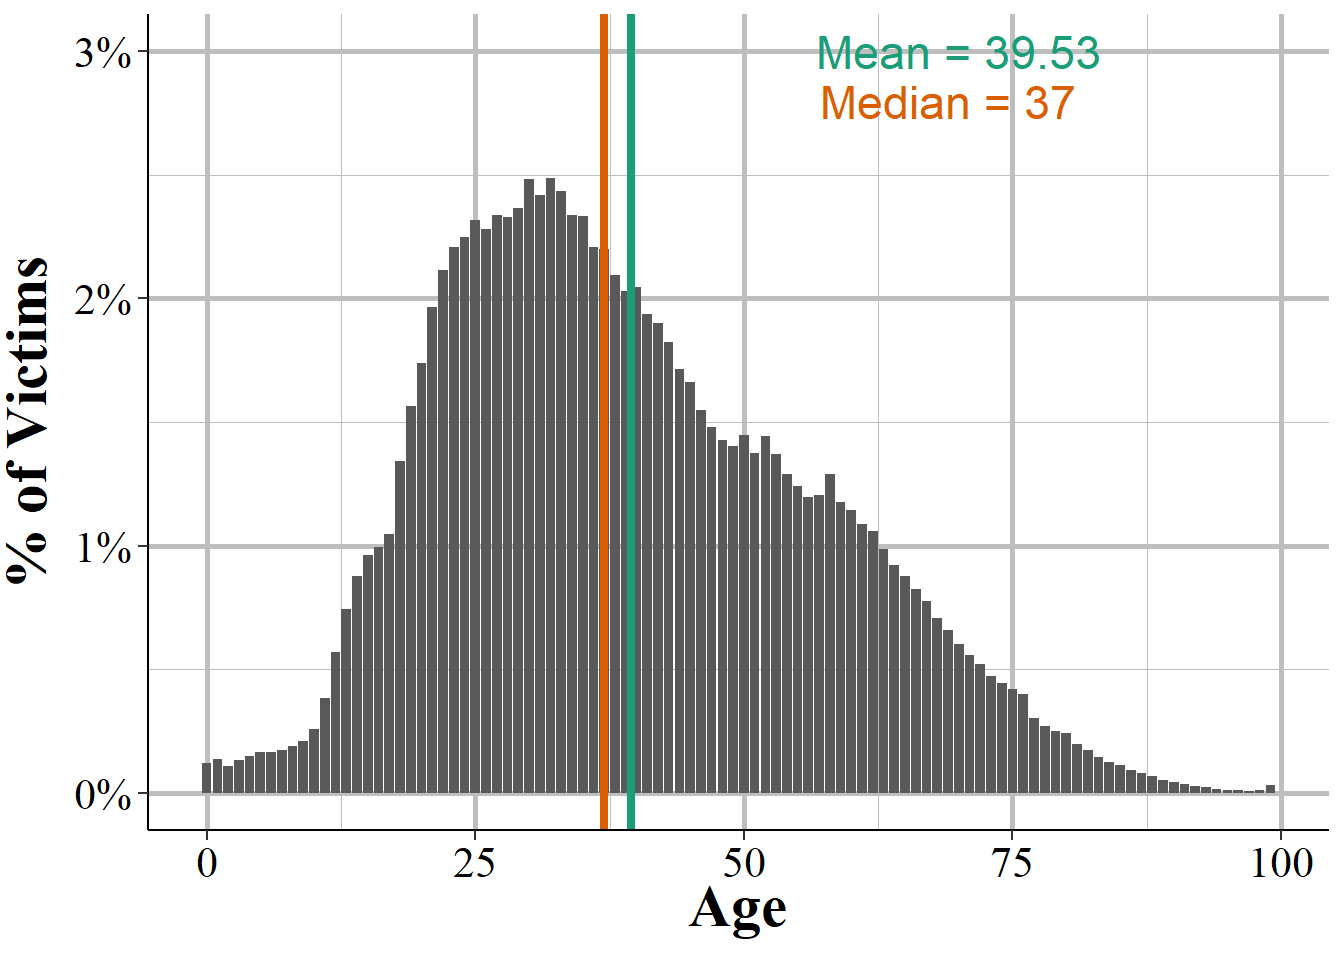 Mean = 39.53
Median = 37
3%
2%
1%
0%
% of Victims
0 25 50 75 100
Age